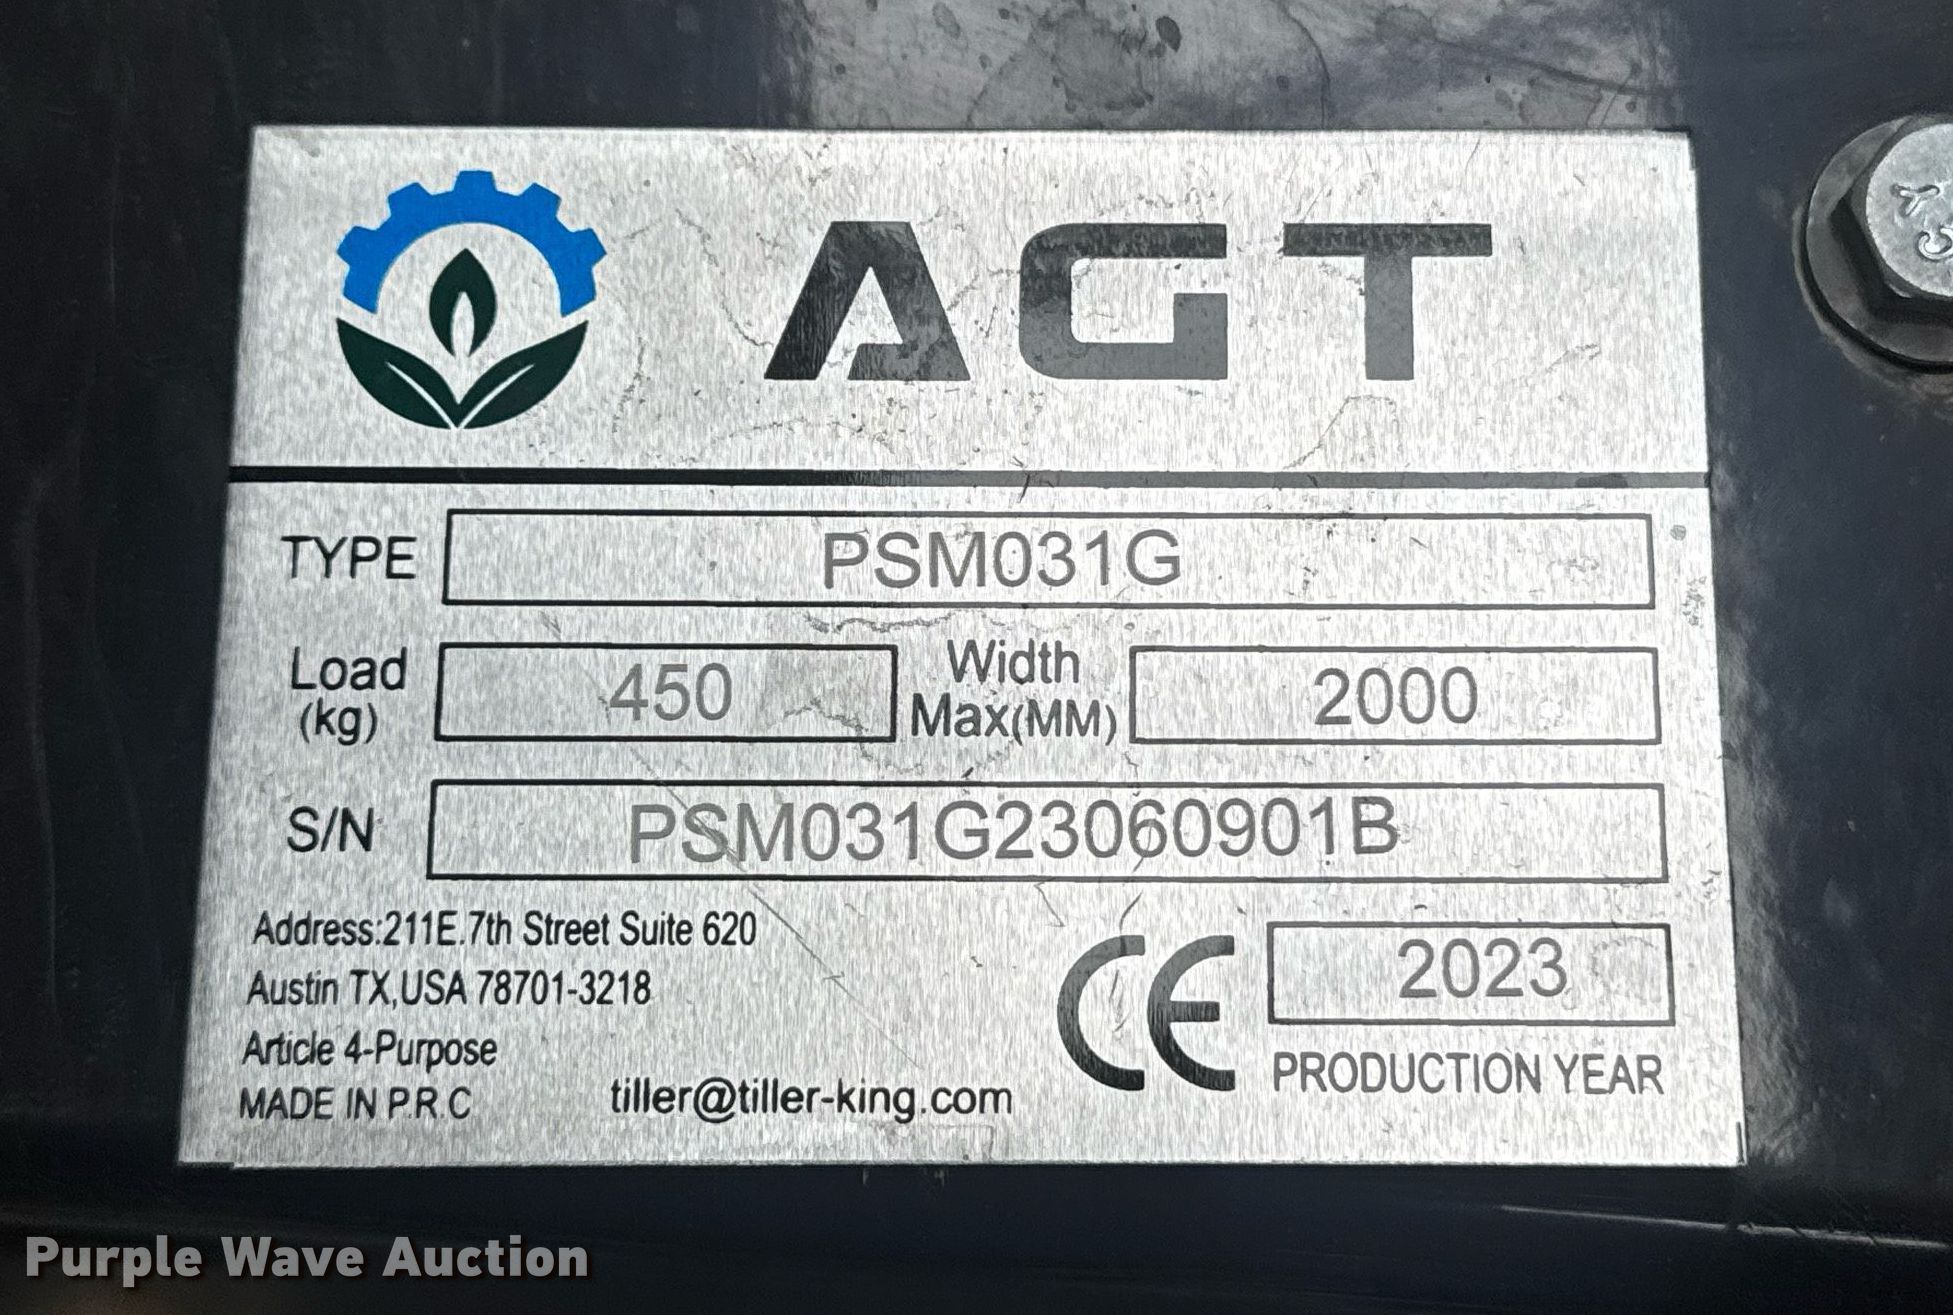 AGT
TYPE PSM031G
Load (kg) 450 Width Max(MM) 2000
S/N PSM031G23060901B
Address:211E.7th Street Suite 620
Austin TX,USA 78701-3218
Article 4-Purpose
MADE IN P.R.C
tiller@tiller-king.com
CE
2023
PRODUCTION YEAR
Purple Wave Auction